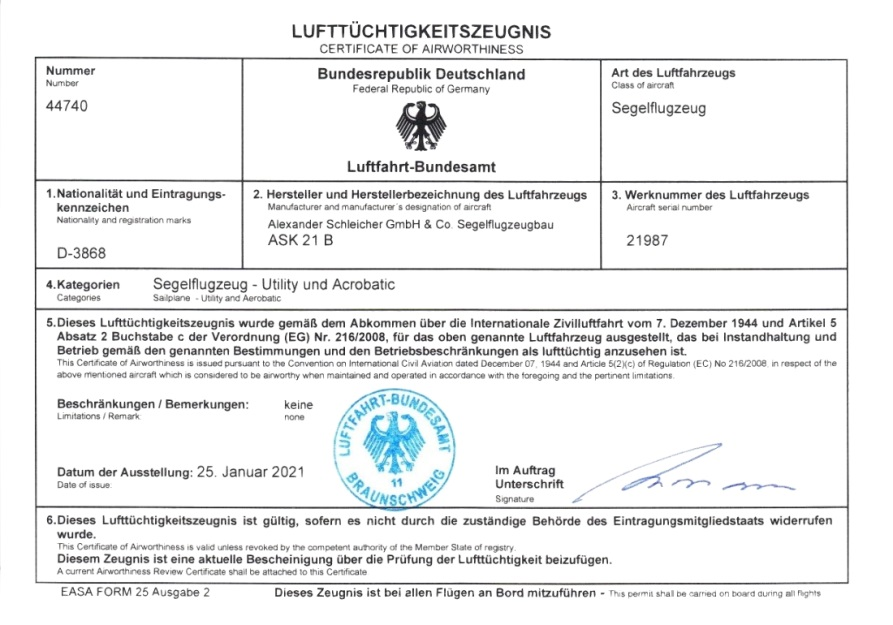 LUFTTÜCHTIGKEITSZEUGNIS
CERTIFICATE OF AIRWORTHINESS
Nummer
Number
44740
Bundesrepublik Deutschland
Federal Republic of Germany
Luftfahrt-Bundesamt
Art des Luftfahrzeugs
Class of aircraft
Segelflugzeug
1.Nationalität und Eintragungs-
kennzeichen
Nationality and registration marks
D-3868
2. Hersteller und Herstellerbezeichnung des Luftfahrzeugs
Manufacturer and manufacturer´s designation of aircraft
Alexander Schleicher GmbH & Co. Segelflugzeugbau
ASK 21 B
3. Werknummer des Luftfahrzeugs
Aircraft serial number
21987
4.Kategorien Segelflugzeug - Utility und Acrobatic
Categories Sailplane - Utility and Aerobatic
5.Dieses Lufttüchtigkeitszeugnis wurde gemäß dem Abkommen über die Internationale Zivilluftfahrt vom 7. Dezember 1944 und Artikel 5
Absatz 2 Buchstabe c der Verordnung (EG) Nr. 216/2008, für das oben genannte Luftfahrzeug ausgestellt, das bei Instandhaltung und
Betrieb gemäß den genannten Bestimmungen und den Betriebsbeschränkungen als lufttüchtig anzusehen ist.
This Certificate of Airworthiness is issued pursuant to the Convention on International Civil Aviation dated December 07, 1944 and Article 5(2)(c) of Regulation (EC) No 216/2008, in respect of the
above mentioned aircraft which is considered to be airworthy when maintained and operated in accordance with the foregoing and the pertinent limitations.
Beschränkungen / Bemerkungen: keine
Limitations / Remark none
LUFTFAHRT-BUNDESAMT
11
BRAUNSCHWEIG
Datum der Ausstellung: 25. Januar 2021
Date of issue:
Im Auftrag
Unterschrift
Signature
6.Dieses Lufttüchtigkeitszeugnis ist gültig, sofern es nicht durch die zuständige Behörde des Eintragungsmitgliedstaats widerrufen
wurde.
This Certificate of Airworthiness is valid unless revoked by the competent authority of the Member State of registry.
Diesem Zeugnis ist eine aktuelle Bescheinigung über die Prüfung der Lufttüchtigkeit beizufügen.
A current Airworthiness Review Certificate shall be attached to this Certificate
EASA FORM 25 Ausgabe 2
Dieses Zeugnis ist bei allen Flügen an Bord mitzuführen - This permit shall be carried on board during all flights